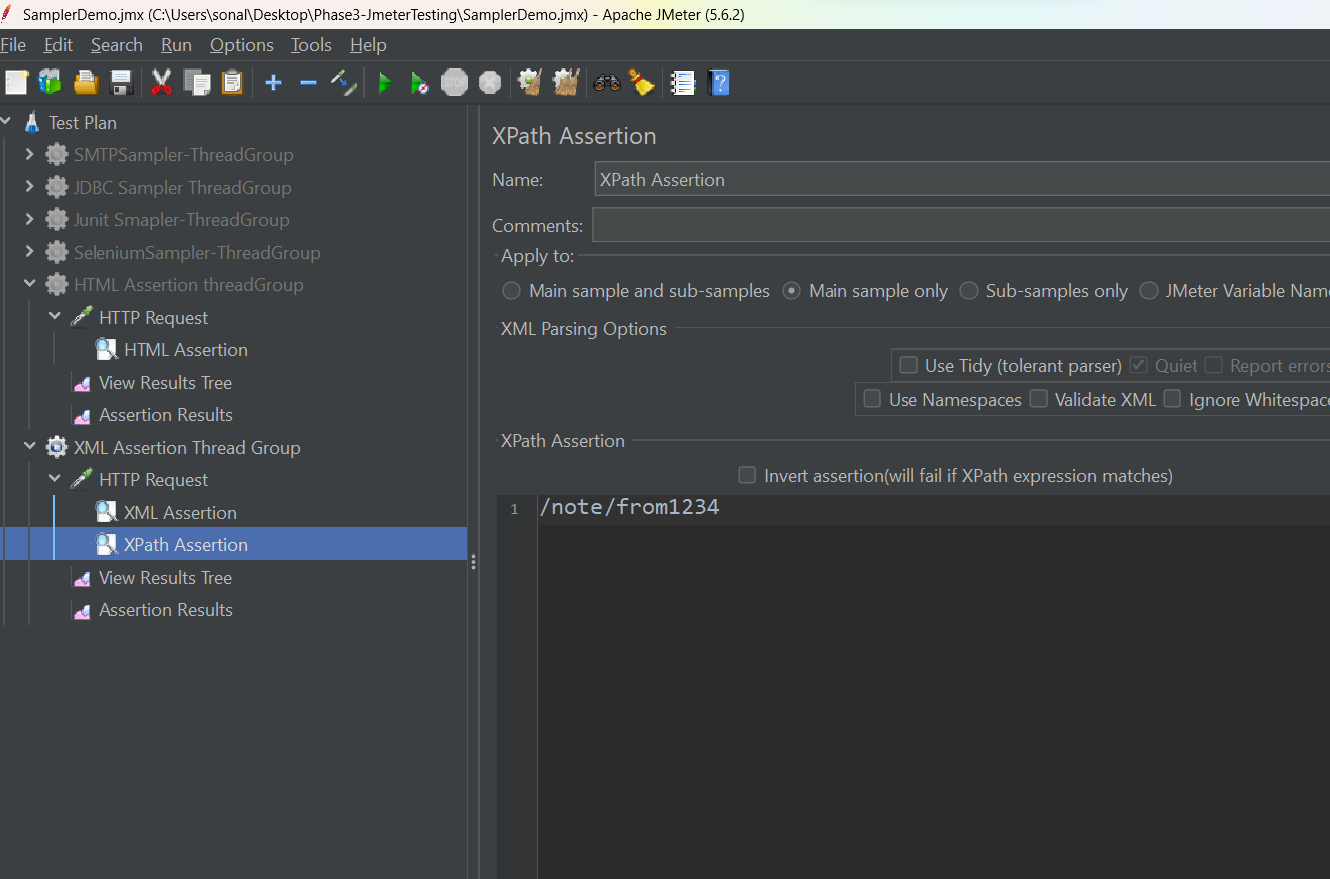 SamplerDemo.jmx (C:\Users\sonal\Desktop\Phase3-JmeterTesting\SamplerDemo.jmx) - Apache JMeter (5.6.2)
File Edit Search Run Options Tools Help
STOP
?
Test Plan
SMTPSampler-ThreadGroup
JDBC Sampler ThreadGroup
Junit Smapler-ThreadGroup
SeleniumSampler-ThreadGroup
HTML Assertion threadGroup
HTTP Request
HTML Assertion
View Results Tree
Assertion Results
XML Assertion Thread Group
HTTP Request
XML Assertion
XPath Assertion
View Results Tree
Assertion Results
XPath Assertion
Name: XPath Assertion
Comments:
Apply to:
Main sample and sub-samples Main sample only Sub-samples only JMeter Variable Name
XML Parsing Options
Use Tidy (tolerant parser) Quiet Report errors
Use Namespaces Validate XML Ignore Whitespace
XPath Assertion
Invert assertion(will fail if XPath expression matches)
1 /note/from1234